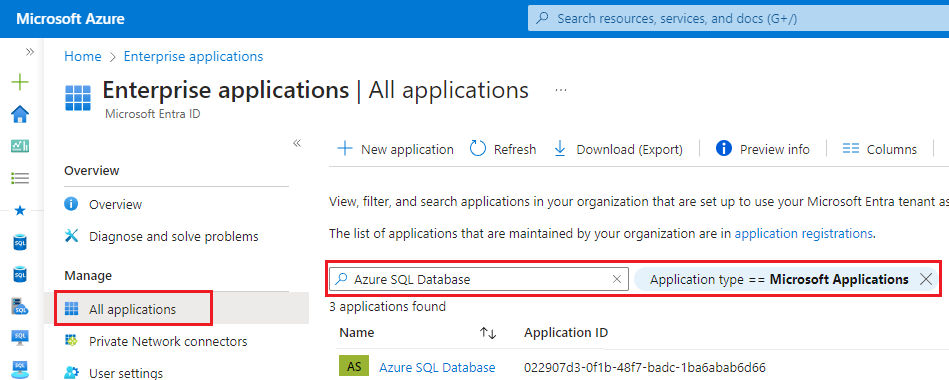 Microsoft Azure
Search resources, services, and docs (G+/)
Home > Enterprise applications
Enterprise applications | All applications ...
Microsoft Entra ID
New application Refresh Download (Export) Preview info Columns
Overview
Overview
Diagnose and solve problems
Manage
All applications
Private Network connectors
User settings
View, filter, and search applications in your organization that are set up to use your Microsoft Entra tenant as
The list of applications that are maintained by your organization are in application registrations.
Azure SQL Database
Application type == Microsoft Applications
3 applications found
Name Application ID
AS Azure SQL Database 022907d3-0f1b-48f7-badc-1ba6abab6d66